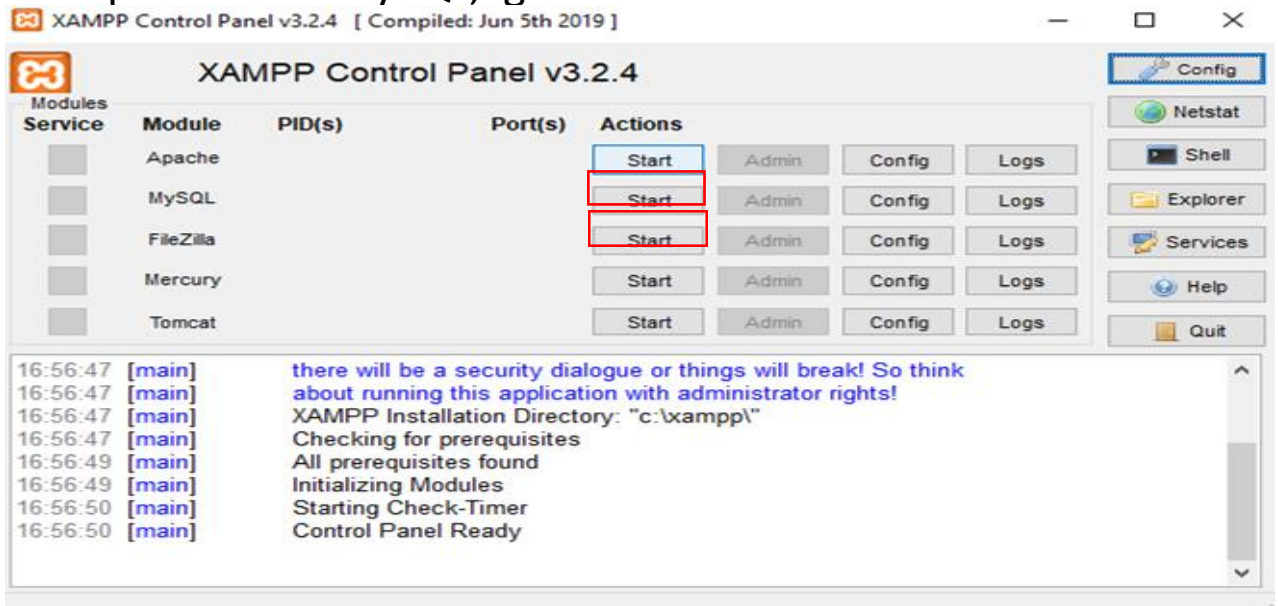 XAMPP Control Panel v3.2.4 [ Compiled: Jun 5th 2019 ]
XAMPP Control Panel v3.2.4
Config
Modules
Service Module PID(s) Port(s) Actions
Netstat
Apache Start Admin Config Logs
Shell
MySQL Start Admin Config Logs
Explorer
FileZilla Start Admin Config Logs
Services
Mercury Start Admin Config Logs
Help
Tomcat Start Admin Config Logs
Quit
16:56:47 [main] there will be a security dialogue or things will break! So think
16:56:47 [main] about running this application with administrator rights!
16:56:47 [main] XAMPP Installation Directory: "c:\xampp\"
16:56:47 [main] Checking for prerequisites
16:56:49 [main] All prerequisites found
16:56:49 [main] Initializing Modules
16:56:50 [main] Starting Check-Timer
16:56:50 [main] Control Panel Ready